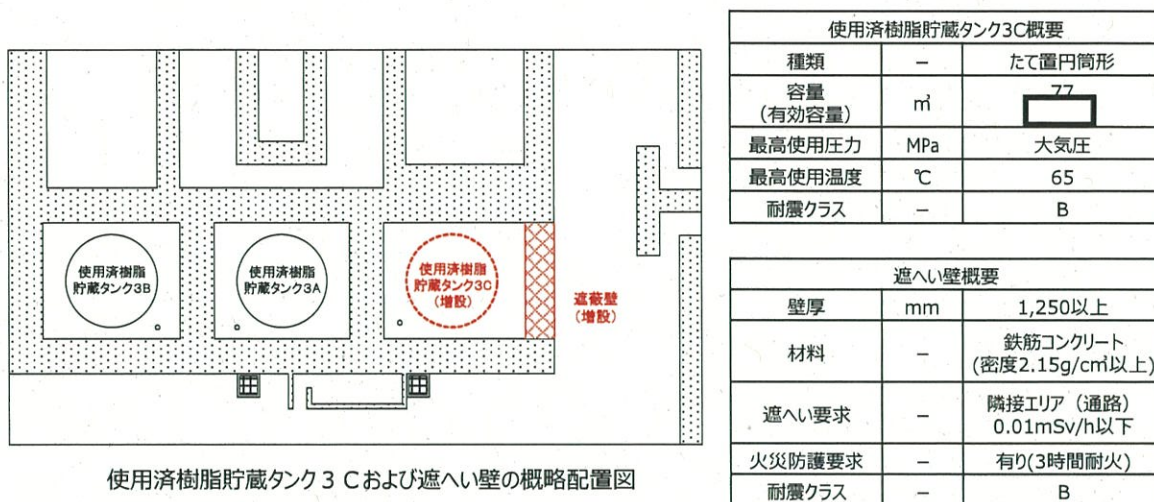 使用済樹脂
貯蔵タンク3B
使用済樹脂
貯蔵タンク3A
使用済樹脂
貯蔵タンク3C
(増設)
遮蔽壁
(増設)
使用済樹脂貯蔵タンク3Cおよび遮へい壁の概略配置図
使用済樹脂貯蔵タンク3C概要
種類 － たて置円筒形
容量
(有効容量) ㎥ 77
最高使用圧力 MPa 大気圧
最高使用温度 ℃ 65
耐震クラス － B
遮へい壁概要
壁厚 mm 1,250以上
材料 － 鉄筋コンクリート
(密度2.15g/c㎥以上)
遮へい要求 － 隣接エリア（通路）
0.01mSv/h以下
火災防護要求 － 有り(3時間耐火)
耐震クラス － B